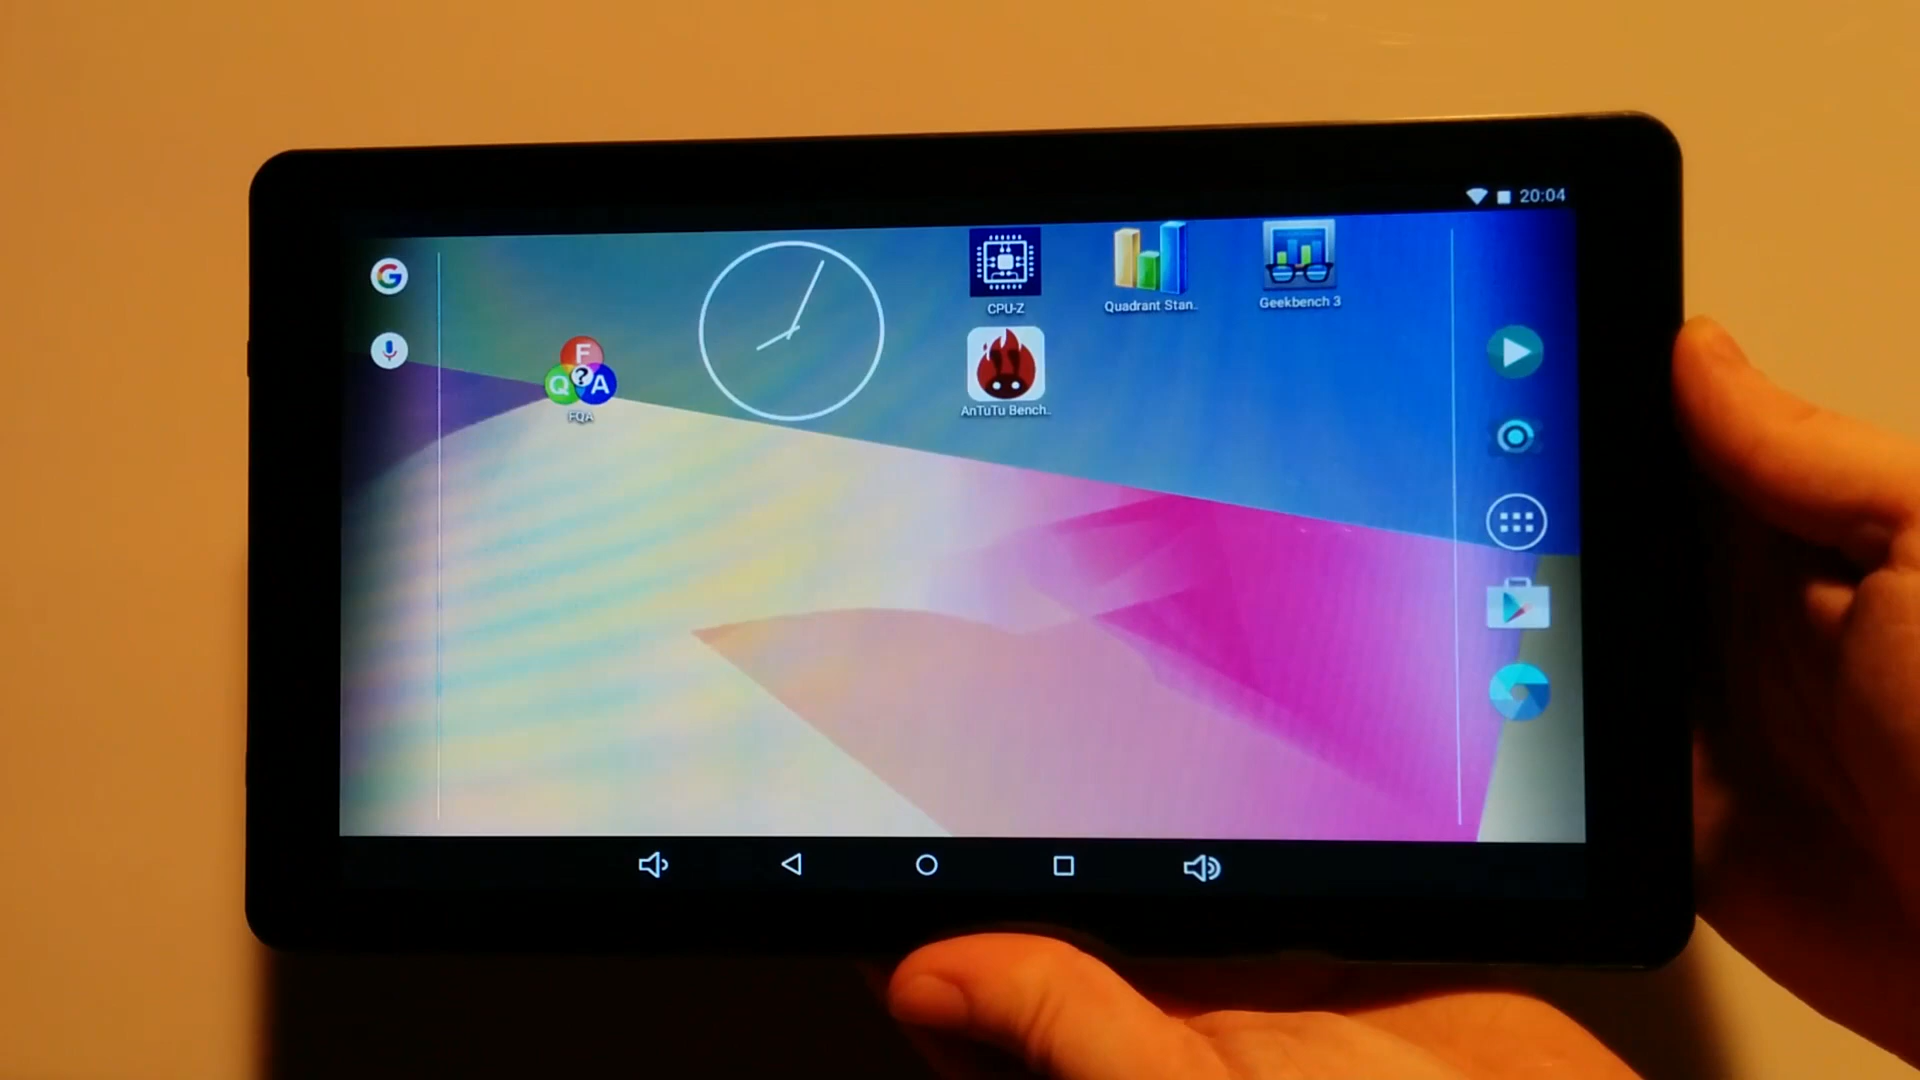 20:04
G
CPU-Z
Quadrant Stan..
Geekbench 3
F
Q ? A
FQA
AnTuTu Bench..